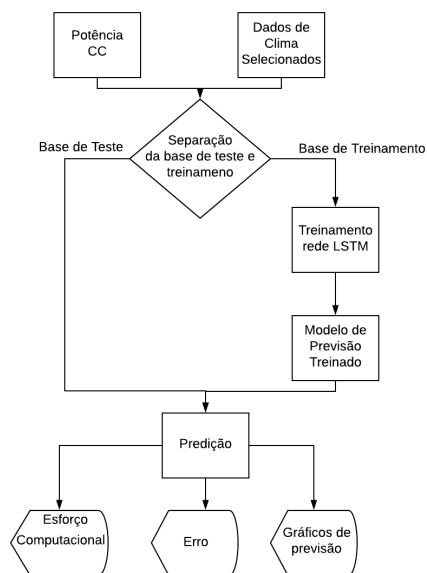 Potência
CC
Dados de
Clima
Selecionados
Separação
da base de teste e
treinameno
Base de Teste
Base de Treinamento
Treinamento
rede LSTM
Modelo de
Previsão
Treinado
Predição
Esforço
Computacional
Erro
Gráficos de
previsão